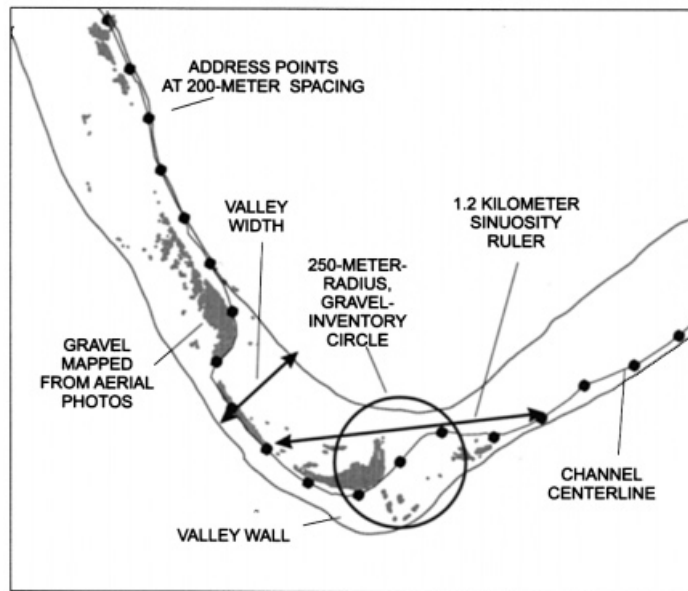 ADDRESS POINTS
AT 200-METER SPACING
VALLEY
WIDTH
1.2 KILOMETER
SINUOSITY
RULER
250-METER-
RADIUS,
GRAVEL-
INVENTORY
CIRCLE
GRAVEL
MAPPED
FROM AERIAL
PHOTOS
CHANNEL
CENTERLINE
VALLEY WALL